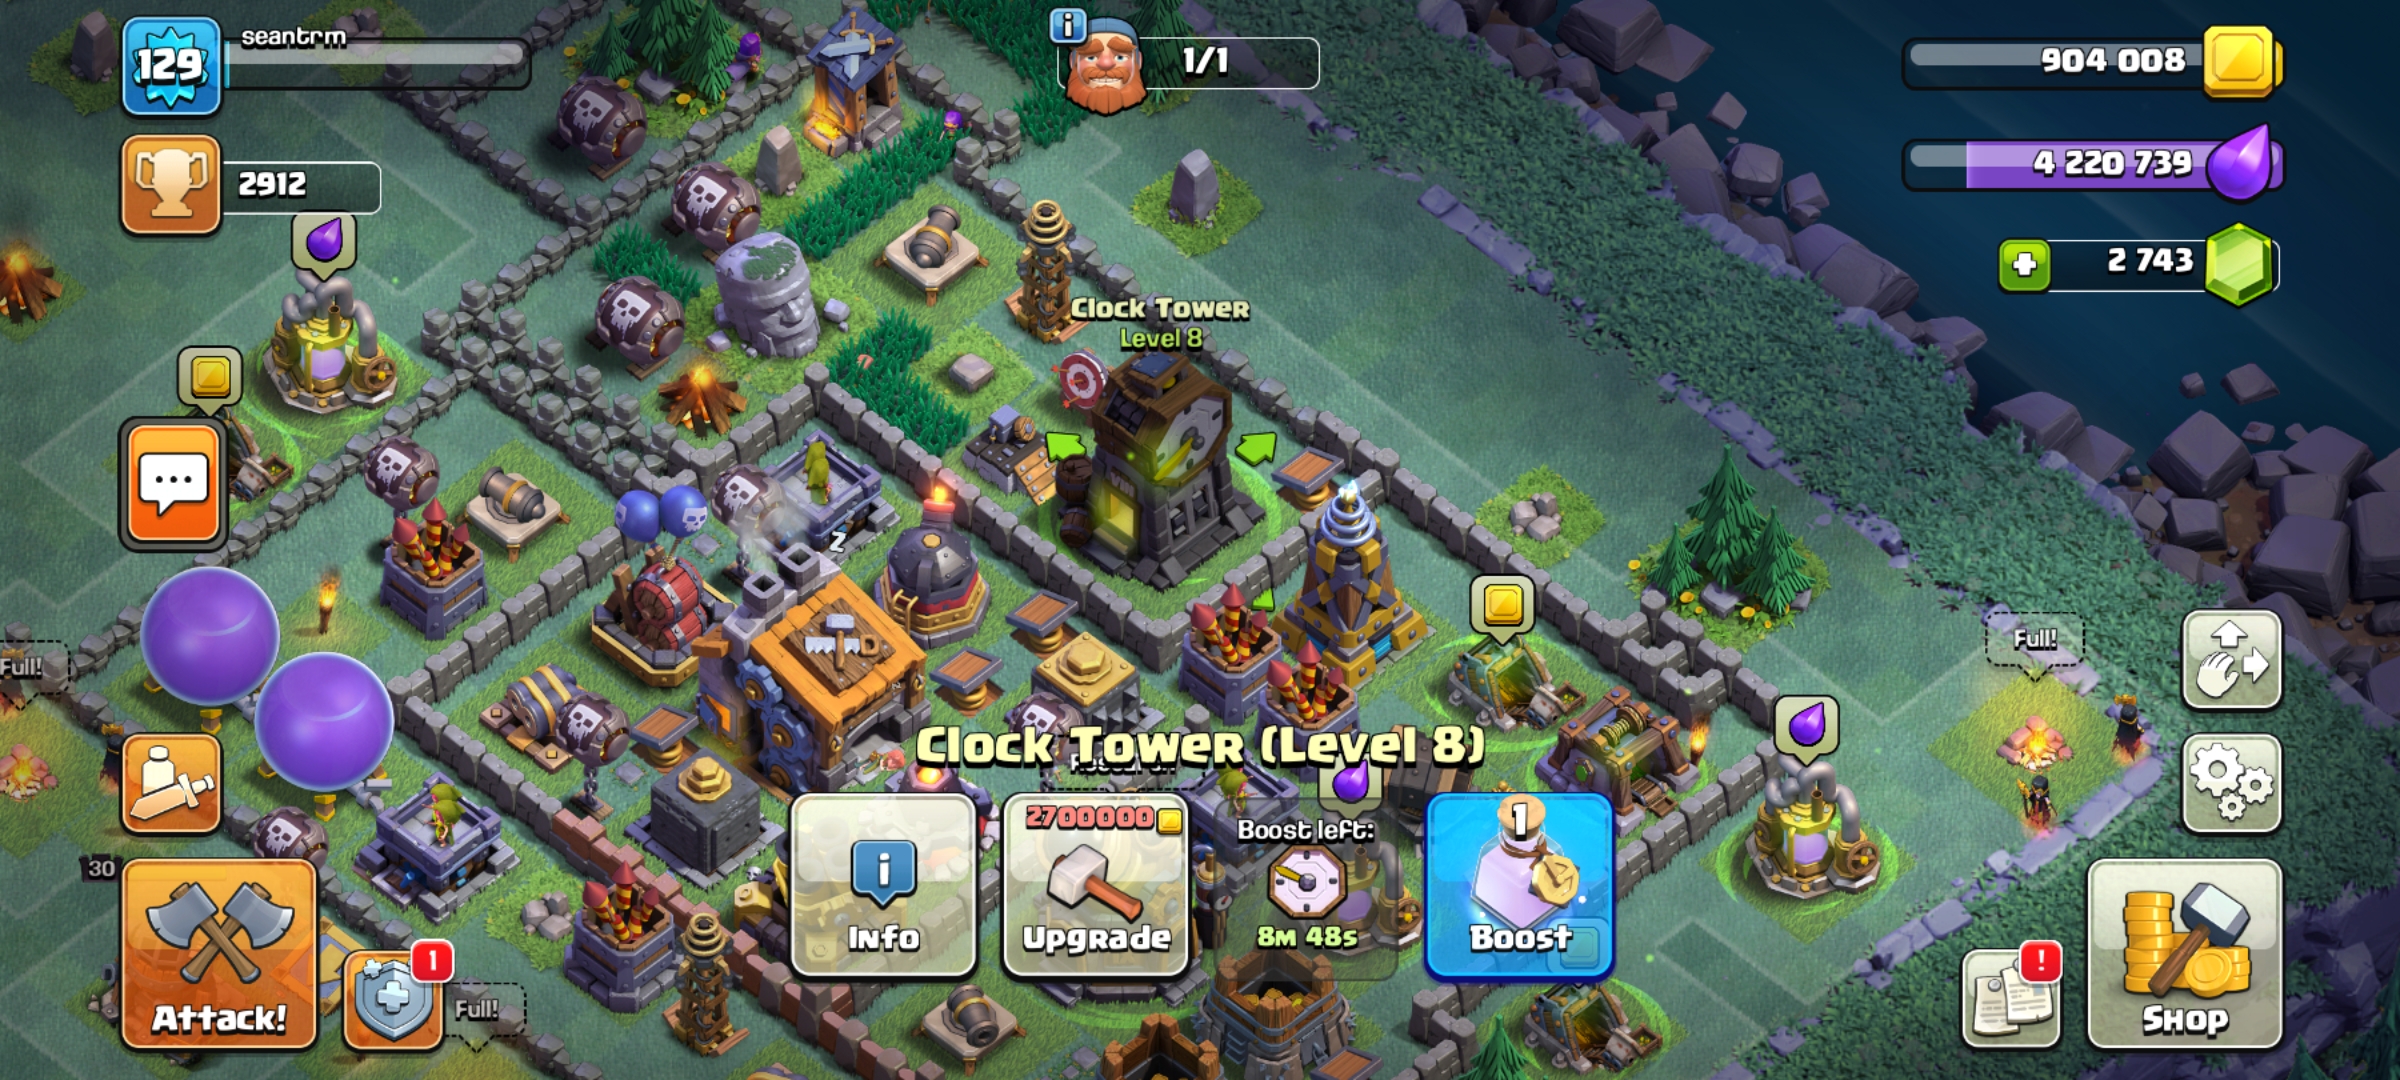 129
seantrm
1/1
904 008
2912
4 220 739
2 743
Clock Tower
Level 8
Full!
Full!
Clock Tower (Level 8)
2700000
Boost left:
1
8M 48s
Info
Upgrade
Boost
30
Attack!
1
Full!
!
Shop